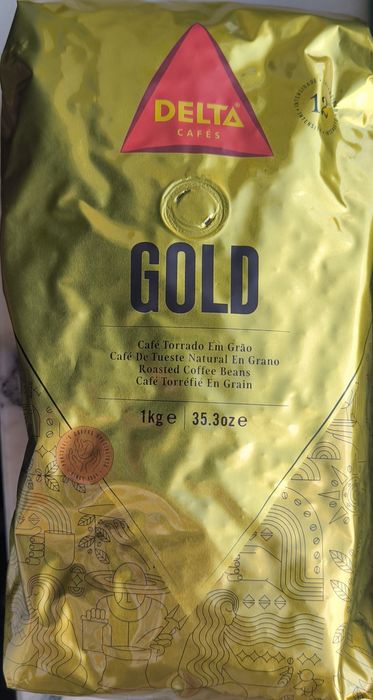 DELTA
CAFÉS
12
GOLD
Café Torrado Em Grão
Café De Tueste Natural En Grano
Roasted Coffee Beans
Café Torréfié En Grain
1kg e | 35.3oz e